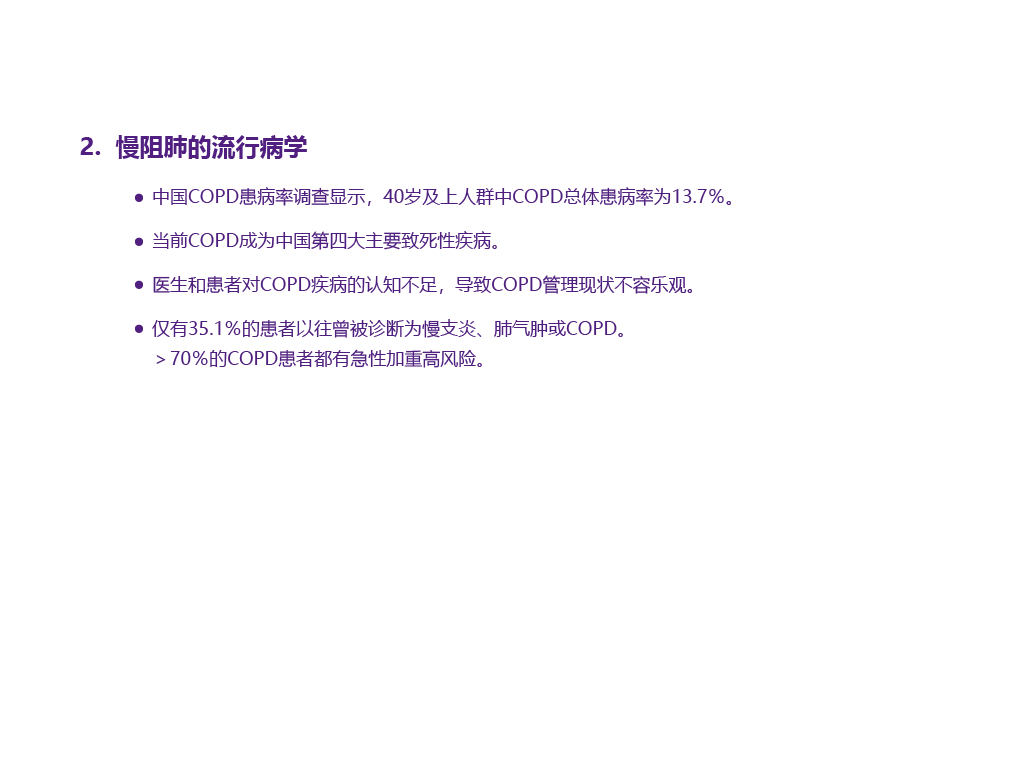 2. 慢阻肺的流行病学
● 中国COPD患病率调查显示，40岁及上人群中COPD总体患病率为13.7%。
● 当前COPD成为中国第四大主要致死性疾病。
● 医生和患者对COPD疾病的认知不足，导致COPD管理现状不容乐观。
● 仅有35.1%的患者以往曾被诊断为慢支炎、肺气肿或COPD。
＞70%的COPD患者都有急性加重高风险。